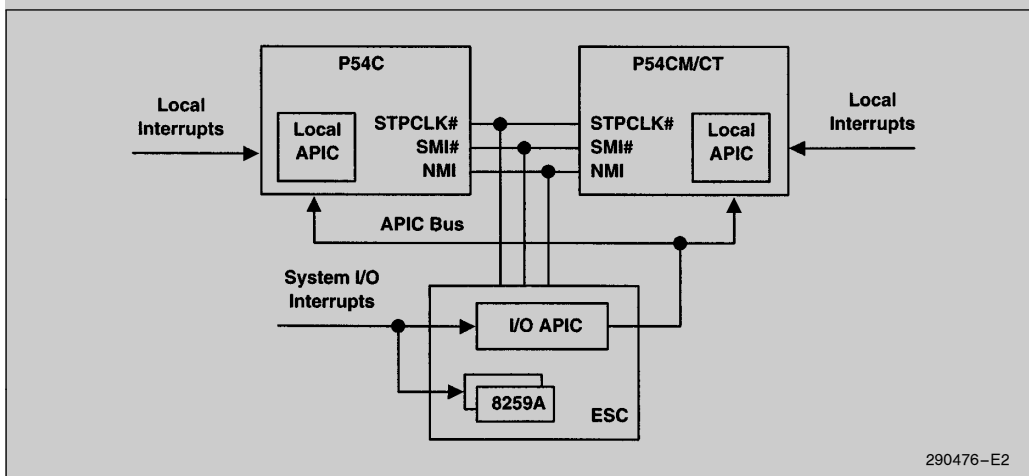 P54C
P54CM/CT
Local
Interrupts
Local
APIC
STPCLK#
SMI#
NMI
STPCLK#
SMI#
NMI
Local
APIC
Local
Interrupts
APIC Bus
System I/O
Interrupts
I/O APIC
8259A
ESC
290476–E2